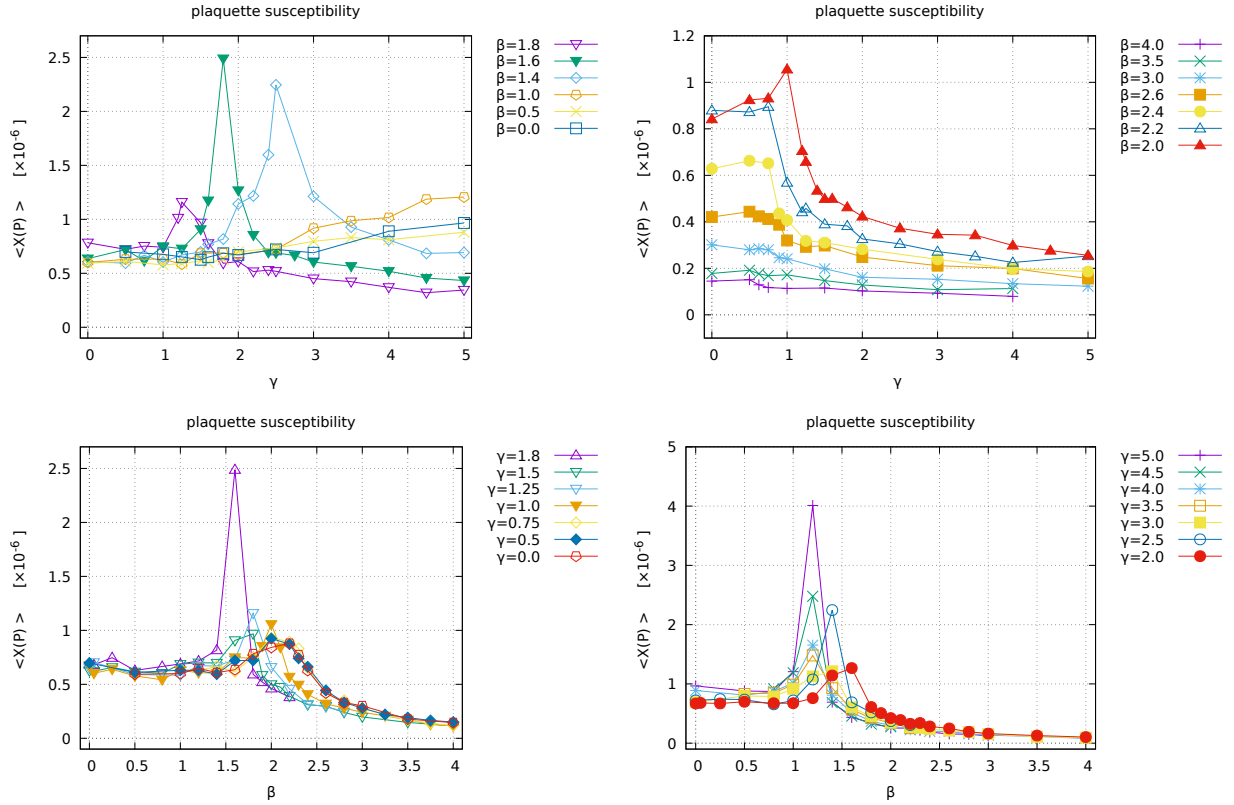 plaquette susceptibility
<X(P) > [×10-6 ]
2.5
2
1.5
1
0.5
0
0 1 2 3 4 5
γ
β=1.8
β=1.6
β=1.4
β=1.0
β=0.5
β=0.0
plaquette susceptibility
<X(P) > [×10-6 ]
1.2
1
0.8
0.6
0.4
0.2
0
0 1 2 3 4 5
γ
β=4.0
β=3.5
β=3.0
β=2.6
β=2.4
β=2.2
β=2.0
plaquette susceptibility
<X(P) > [×10-6 ]
2.5
2
1.5
1
0.5
0
0 0.5 1 1.5 2 2.5 3 3.5 4
β
γ=1.8
γ=1.5
γ=1.25
γ=1.0
γ=0.75
γ=0.5
γ=0.0
plaquette susceptibility
<X(P) > [×10-6 ]
5
4
3
2
1
0
0 0.5 1 1.5 2 2.5 3 3.5 4
β
γ=5.0
γ=4.5
γ=4.0
γ=3.5
γ=3.0
γ=2.5
γ=2.0